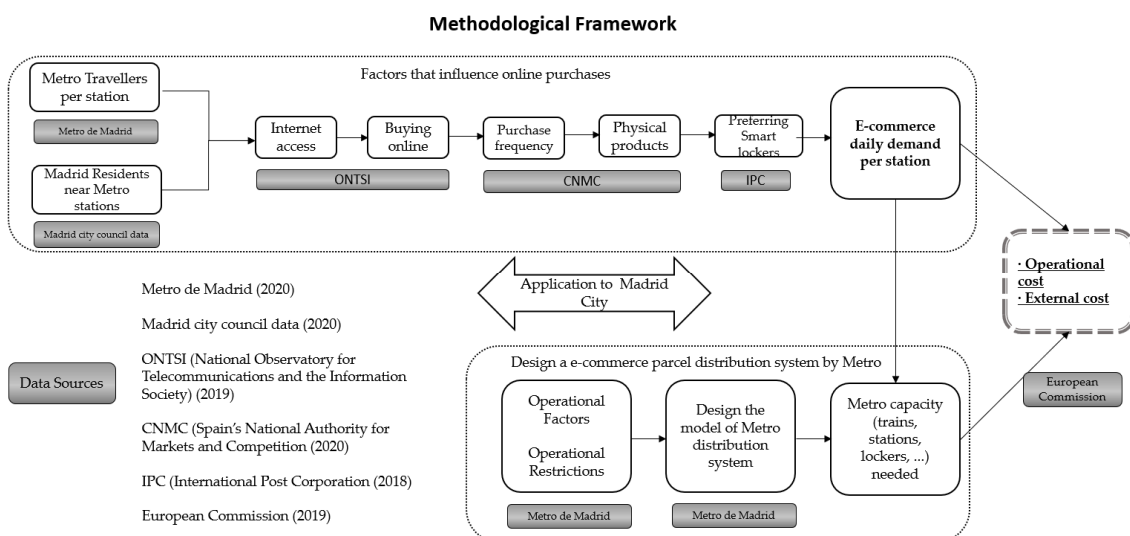 Methodological Framework
Factors that influence online purchases
Metro Travellers
per station
Metro de Madrid
Madrid Residents
near Metro
stations
Madrid city council data
Internet
access
Buying
online
ONTSI
Purchase
frequency
Physical
products
CNMC
Preferring
Smart
lockers
IPC
E-commerce
daily demand
per station
· Operational
cost
· External cost
Application to Madrid
City
Data Sources
Metro de Madrid (2020)
Madrid city council data (2020)
ONTSI (National Observatory for
Telecommunications and the Information
Society) (2019)
CNMC (Spain's National Authority for
Markets and Competition (2020)
IPC (International Post Corporation (2018)
European Commission (2019)
Design a e-commerce parcel distribution system by Metro
Operational
Factors
Operational
Restrictions
Metro de Madrid
Design the
model of Metro
distribution
system
Metro de Madrid
Metro capacity
(trains,
stations,
lockers, ...)
needed
European
Commission